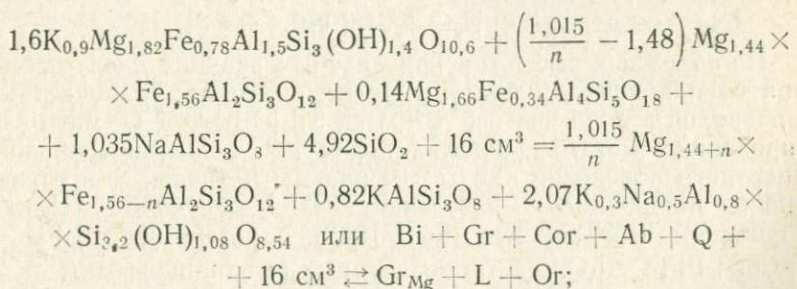 1,6K₀,₉Mg₁,₈₂Fe₀,₇₈Al₁,₅Si₃(OH)₁,₄O₁₀,₆ + (1,015/n − 1,48) Mg₁,₄₄ ×
× Fe₁,₅₆Al₂Si₃O₁₂ + 0,14Mg₁,₆₆Fe₀,₃₄Al₄Si₅O₁₈ +
+ 1,035NaAlSi₃O₈ + 4,92SiO₂ + 16 см³ = 1,015/n Mg₁,₄₄₊ₙ ×
× Fe₁,₅₆₋ₙAl₂Si₃O₁₂ + 0,82KAlSi₃O₈ + 2,07K₀,₃Na₀,₅Al₀,₈ ×
× Si₃,₂(OH)₁,₀₈O₈,₅₄ или Bi + Gr + Cor + Ab + Q +
+ 16 см³ ⇄ Gr_Mg + L + Or;